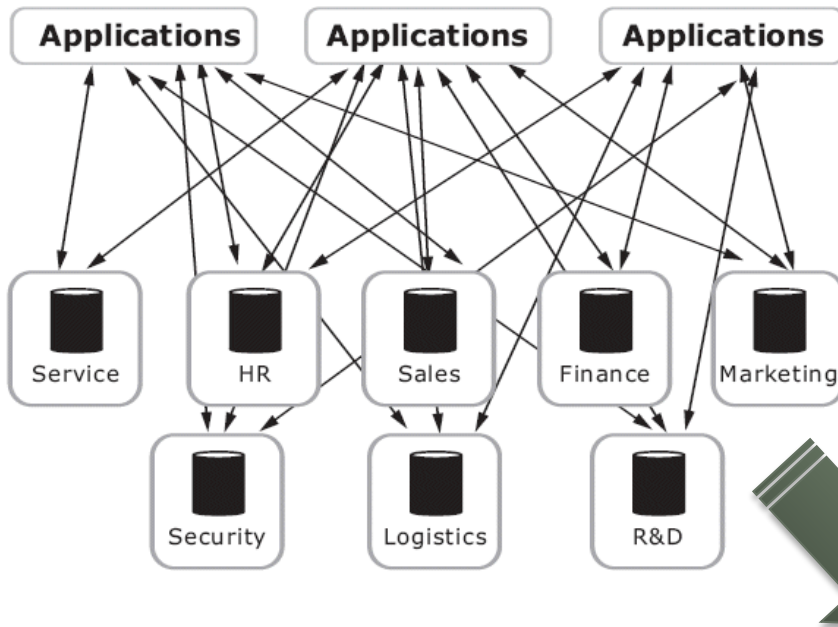 Applications Applications Applications
Service HR Sales Finance Marketing
Security Logistics R&D